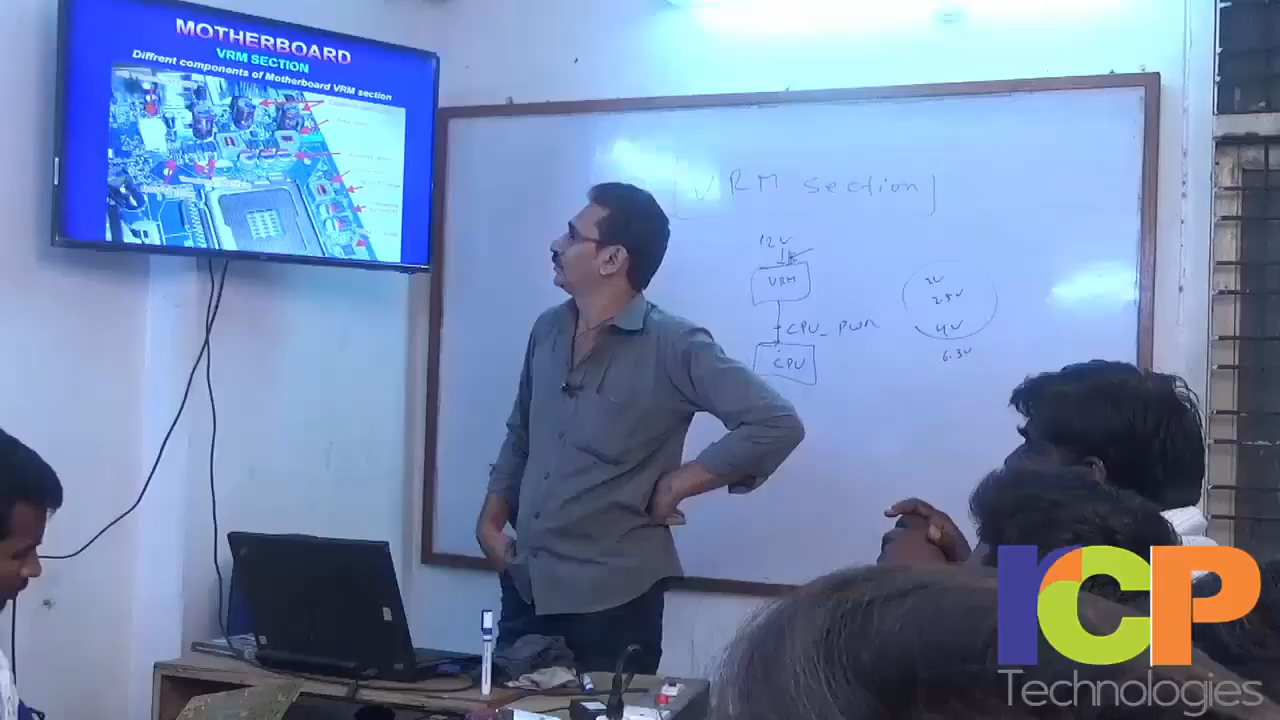 MOTHERBOARD
VRM SECTION
Diffrent components of Motherboard VRM section
[VRM section]
12V
VRM
CPU_PWR
CPU
2V
2.5V
4V
6.3V
ICP
Technologies